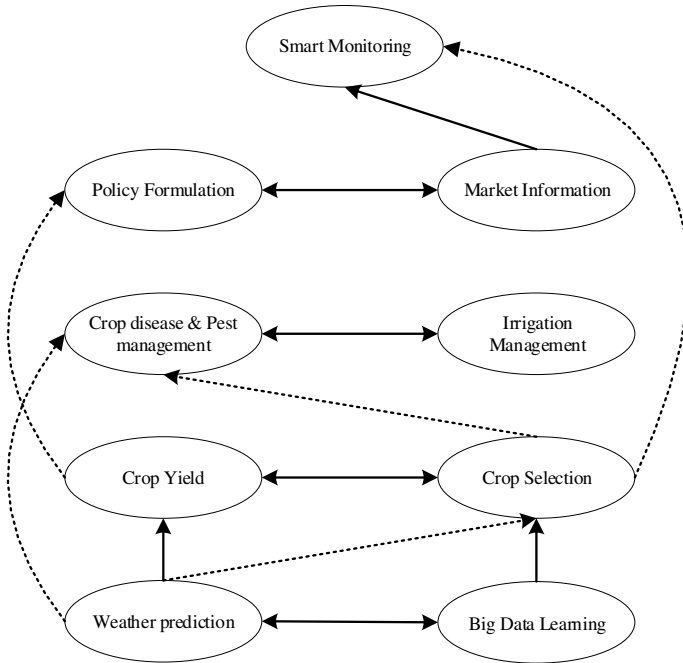 Smart Monitoring
Policy Formulation
Market Information
Crop disease & Pest
management
Irrigation
Management
Crop Yield
Crop Selection
Weather prediction
Big Data Learning